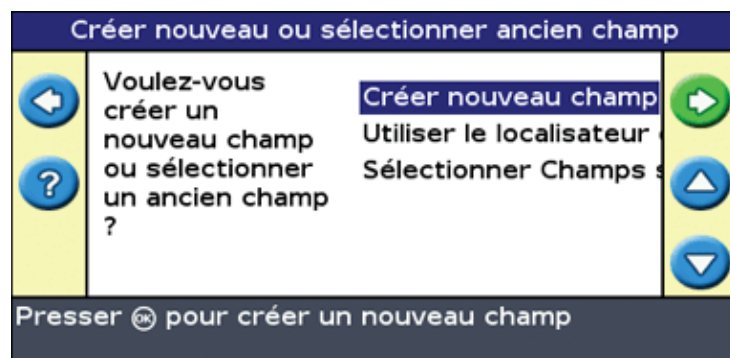 Créer nouveau ou sélectionner ancien champ
Voulez-vous
créer un
nouveau champ
ou sélectionner
un ancien champ
?
Créer nouveau champ
Utiliser le localisateur
Sélectionner Champs
?
Presser OK pour créer un nouveau champ